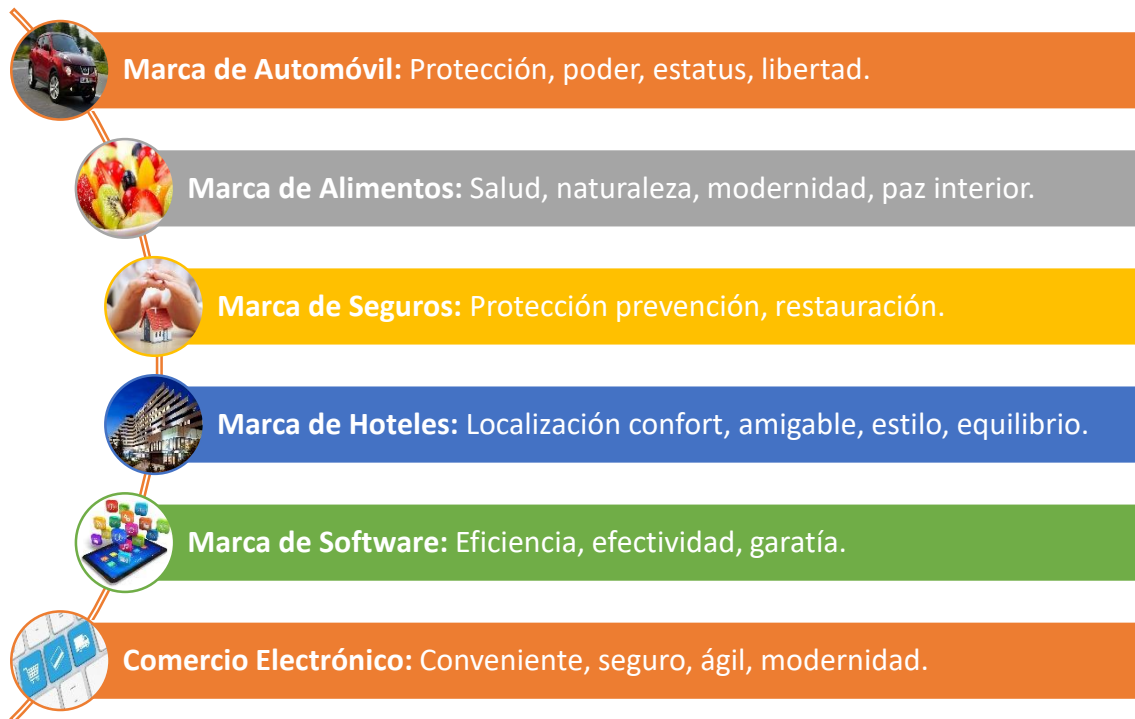 Marca de Automóvil: Protección, poder, estatus, libertad.
Marca de Alimentos: Salud, naturaleza, modernidad, paz interior.
Marca de Seguros: Protección prevención, restauración.
Marca de Hoteles: Localización confort, amigable, estilo, equilibrio.
Marca de Software: Eficiencia, efectividad, garatía.
Comercio Electrónico: Conveniente, seguro, ágil, modernidad.